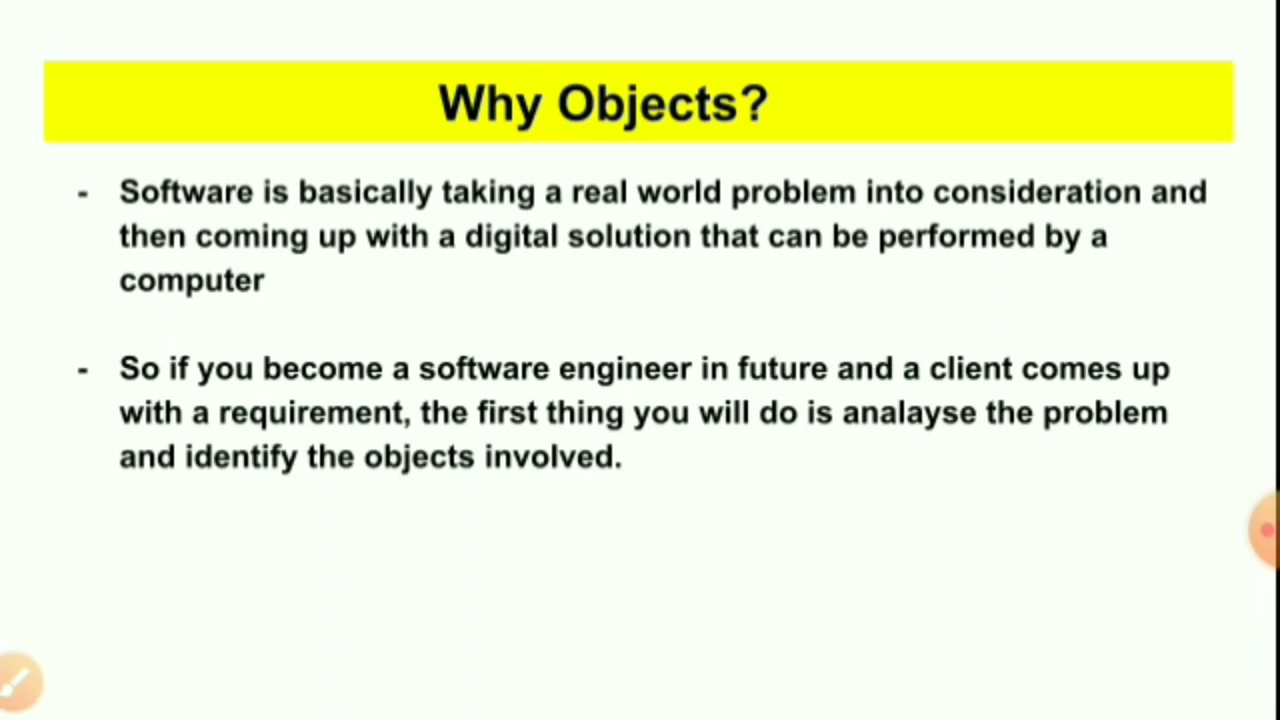 Why Objects?
- Software is basically taking a real world problem into consideration and
then coming up with a digital solution that can be performed by a
computer
- So if you become a software engineer in future and a client comes up
with a requirement, the first thing you will do is analayse the problem
and identify the objects involved.